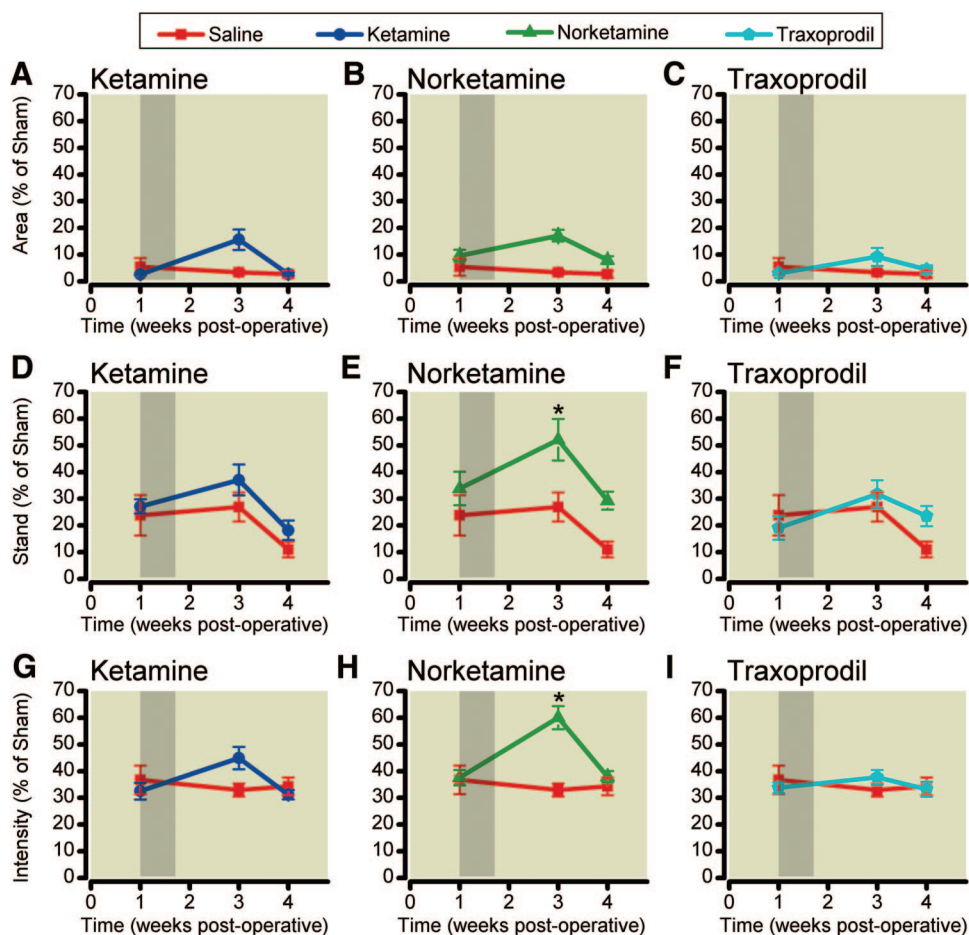 Saline Ketamine Norketamine Traxoprodil
A Ketamine B Norketamine C Traxoprodil
Area (% of Sham)
70 70 70
60 60 60
50 50 50
40 40 40
30 30 30
20 20 20
10 10 10
0 0 0
0 1 2 3 4 0 1 2 3 4 0 1 2 3 4
Time (weeks post-operative) Time (weeks post-operative) Time (weeks post-operative)
D Ketamine E Norketamine F Traxoprodil
Stand (% of Sham)
70 70 70
60 * 60 60
50 50 50
40 40 40
30 30 30
20 20 20
10 10 10
0 0 0
0 1 2 3 4 0 1 2 3 4 0 1 2 3 4
Time (weeks post-operative) Time (weeks post-operative) Time (weeks post-operative)
G Ketamine H Norketamine I Traxoprodil
Intensity (% of Sham)
70 70 * 70
60 60 60
50 50 50
40 40 40
30 30 30
20 20 20
10 10 10
0 0 0
0 1 2 3 4 0 1 2 3 4 0 1 2 3 4
Time (weeks post-operative) Time (weeks post-operative) Time (weeks post-operative)